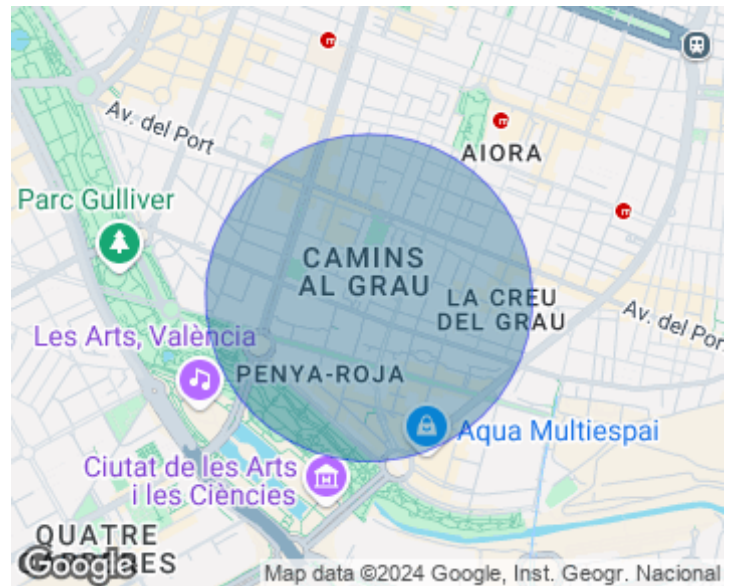 Av. del Port
AIORA
Parc Gulliver
CAMINS
AL GRAU
LA CREU
DEL GRAU
Av. del Por
Les Arts, València
PENYA-ROJA
Aqua Multiespai
Ciutat de les Arts
i les Ciències
QUATRE
Google
Map data ©2024 Google, Inst. Geogr. Nacional